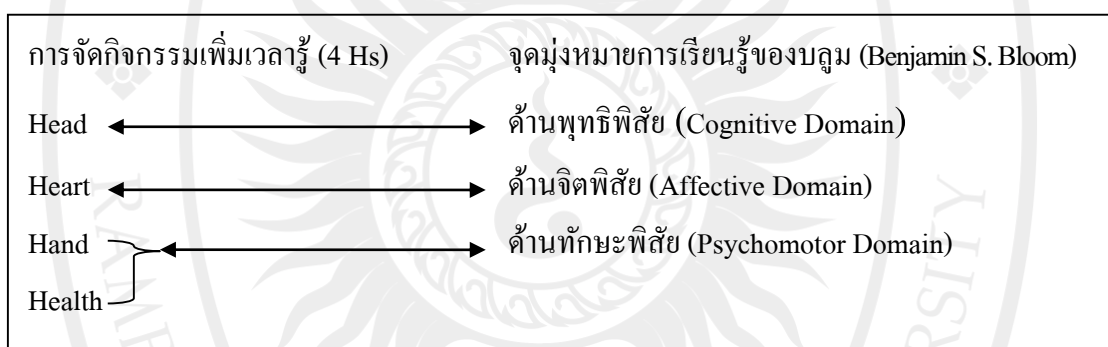 การจัดกิจกรรมเพิ่มเวลารู้ (4 Hs) จุดมุ่งหมายการเรียนรู้ของบลูม (Benjamin S. Bloom)
Head ด้านพุทธิพิสัย (Cognitive Domain)
Heart ด้านจิตพิสัย (Affective Domain)
Hand ด้านทักษะพิสัย (Psychomotor Domain)
Health